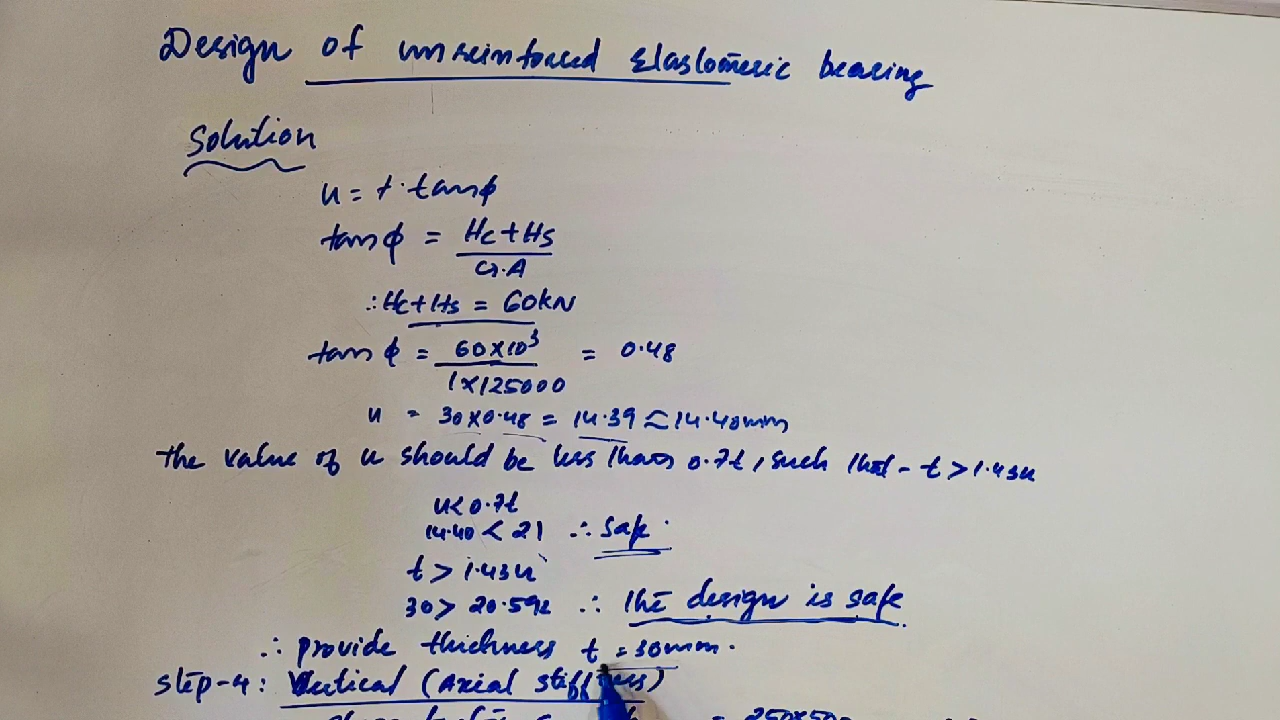 Design of unreinforced Elastomeric bearing
Solution
u = t·tanϕ
tanϕ = Hc+Hs
G.A
∴ Hc+Hs = 60kN
tanϕ = 60×10³ = 0.48
1×125000
u = 30×0.48 = 14.39 ≃ 14.40mm
the value of u should be less than 0.7t, such that - t > 1.43u
u < 0.7t
14.40 < 21 ∴ safe.
t > 1.43u
30 > 20.592 ∴ the design is safe.
∴ provide thickness t = 30mm.
step-4: Vertical (Axial stiffness)
= 250×500